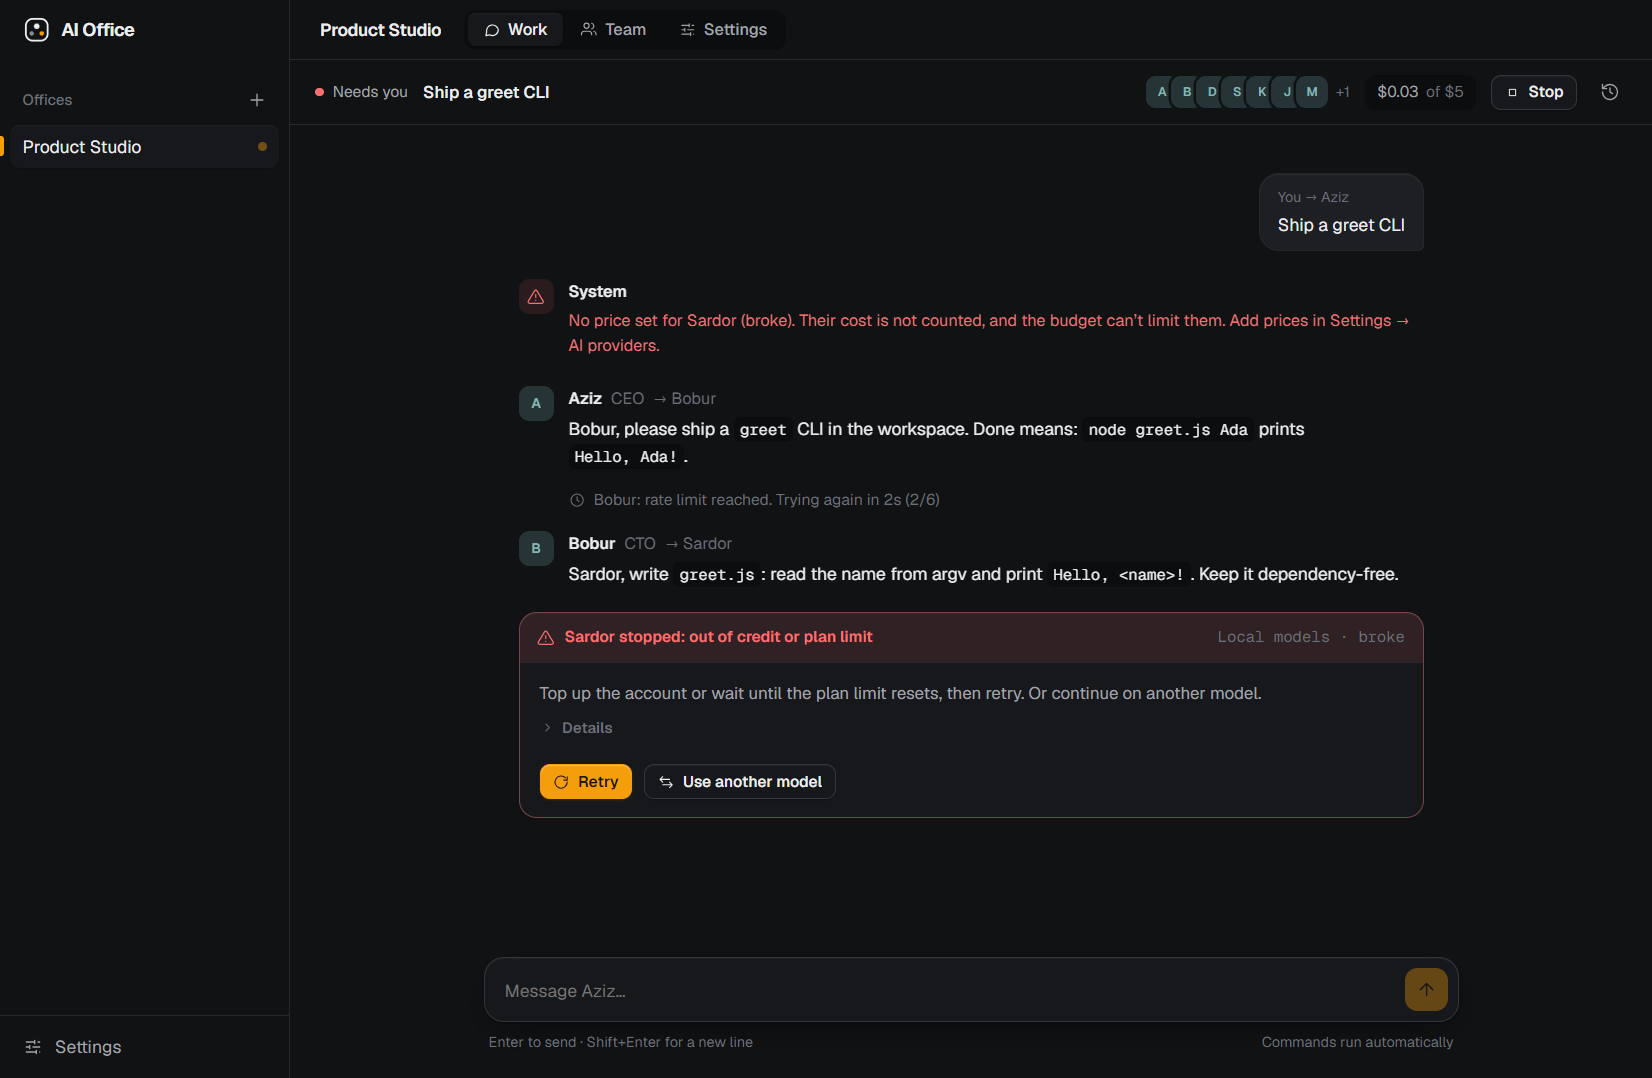 AI Office
Offices
Product Studio
Settings
Product Studio
Work
Team
Settings
Needs you
Ship a greet CLI
A
B
D
S
K
J
M
+1
$0.03 of $5
Stop
You → Aziz
Ship a greet CLI
System
No price set for Sardor (broke). Their cost is not counted, and the budget can’t limit them. Add prices in Settings →
AI providers.
A
Aziz CEO → Bobur
Bobur, please ship a greet CLI in the workspace. Done means: node greet.js Ada prints
Hello, Ada!.
Bobur: rate limit reached. Trying again in 2s (2/6)
B
Bobur CTO → Sardor
Sardor, write greet.js: read the name from argv and print Hello, <name>!. Keep it dependency-free.
Sardor stopped: out of credit or plan limit
Local models · broke
Top up the account or wait until the plan limit resets, then retry. Or continue on another model.
Details
Retry
Use another model
Message Aziz…
Enter to send · Shift+Enter for a new line
Commands run automatically